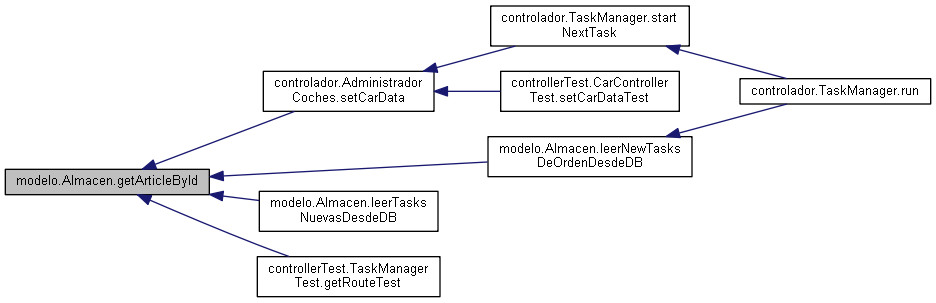 controlador.TaskManager.start
NextTask
controlador.Administrador
Coches.setCarData
controllerTest.CarController
Test.setCarDataTest
controlador.TaskManager.run
modelo.Almacen.leerNewTasks
DeOrdenDesdeDB
modelo.Almacen.getArticleById
modelo.Almacen.leerTasks
NuevasDesdeDB
controllerTest.TaskManager
Test.getRouteTest